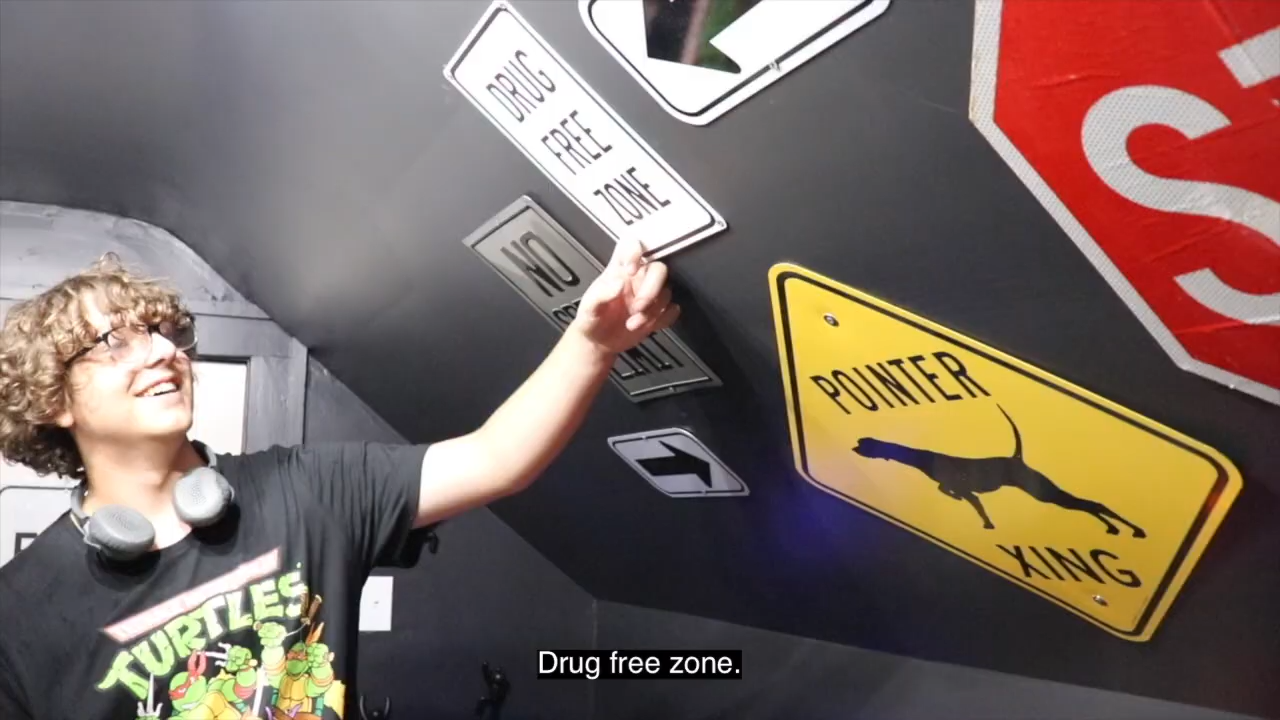 DRUG
FREE
ZONE
NO
POINTER
XING
TURTLES
Drug free zone.